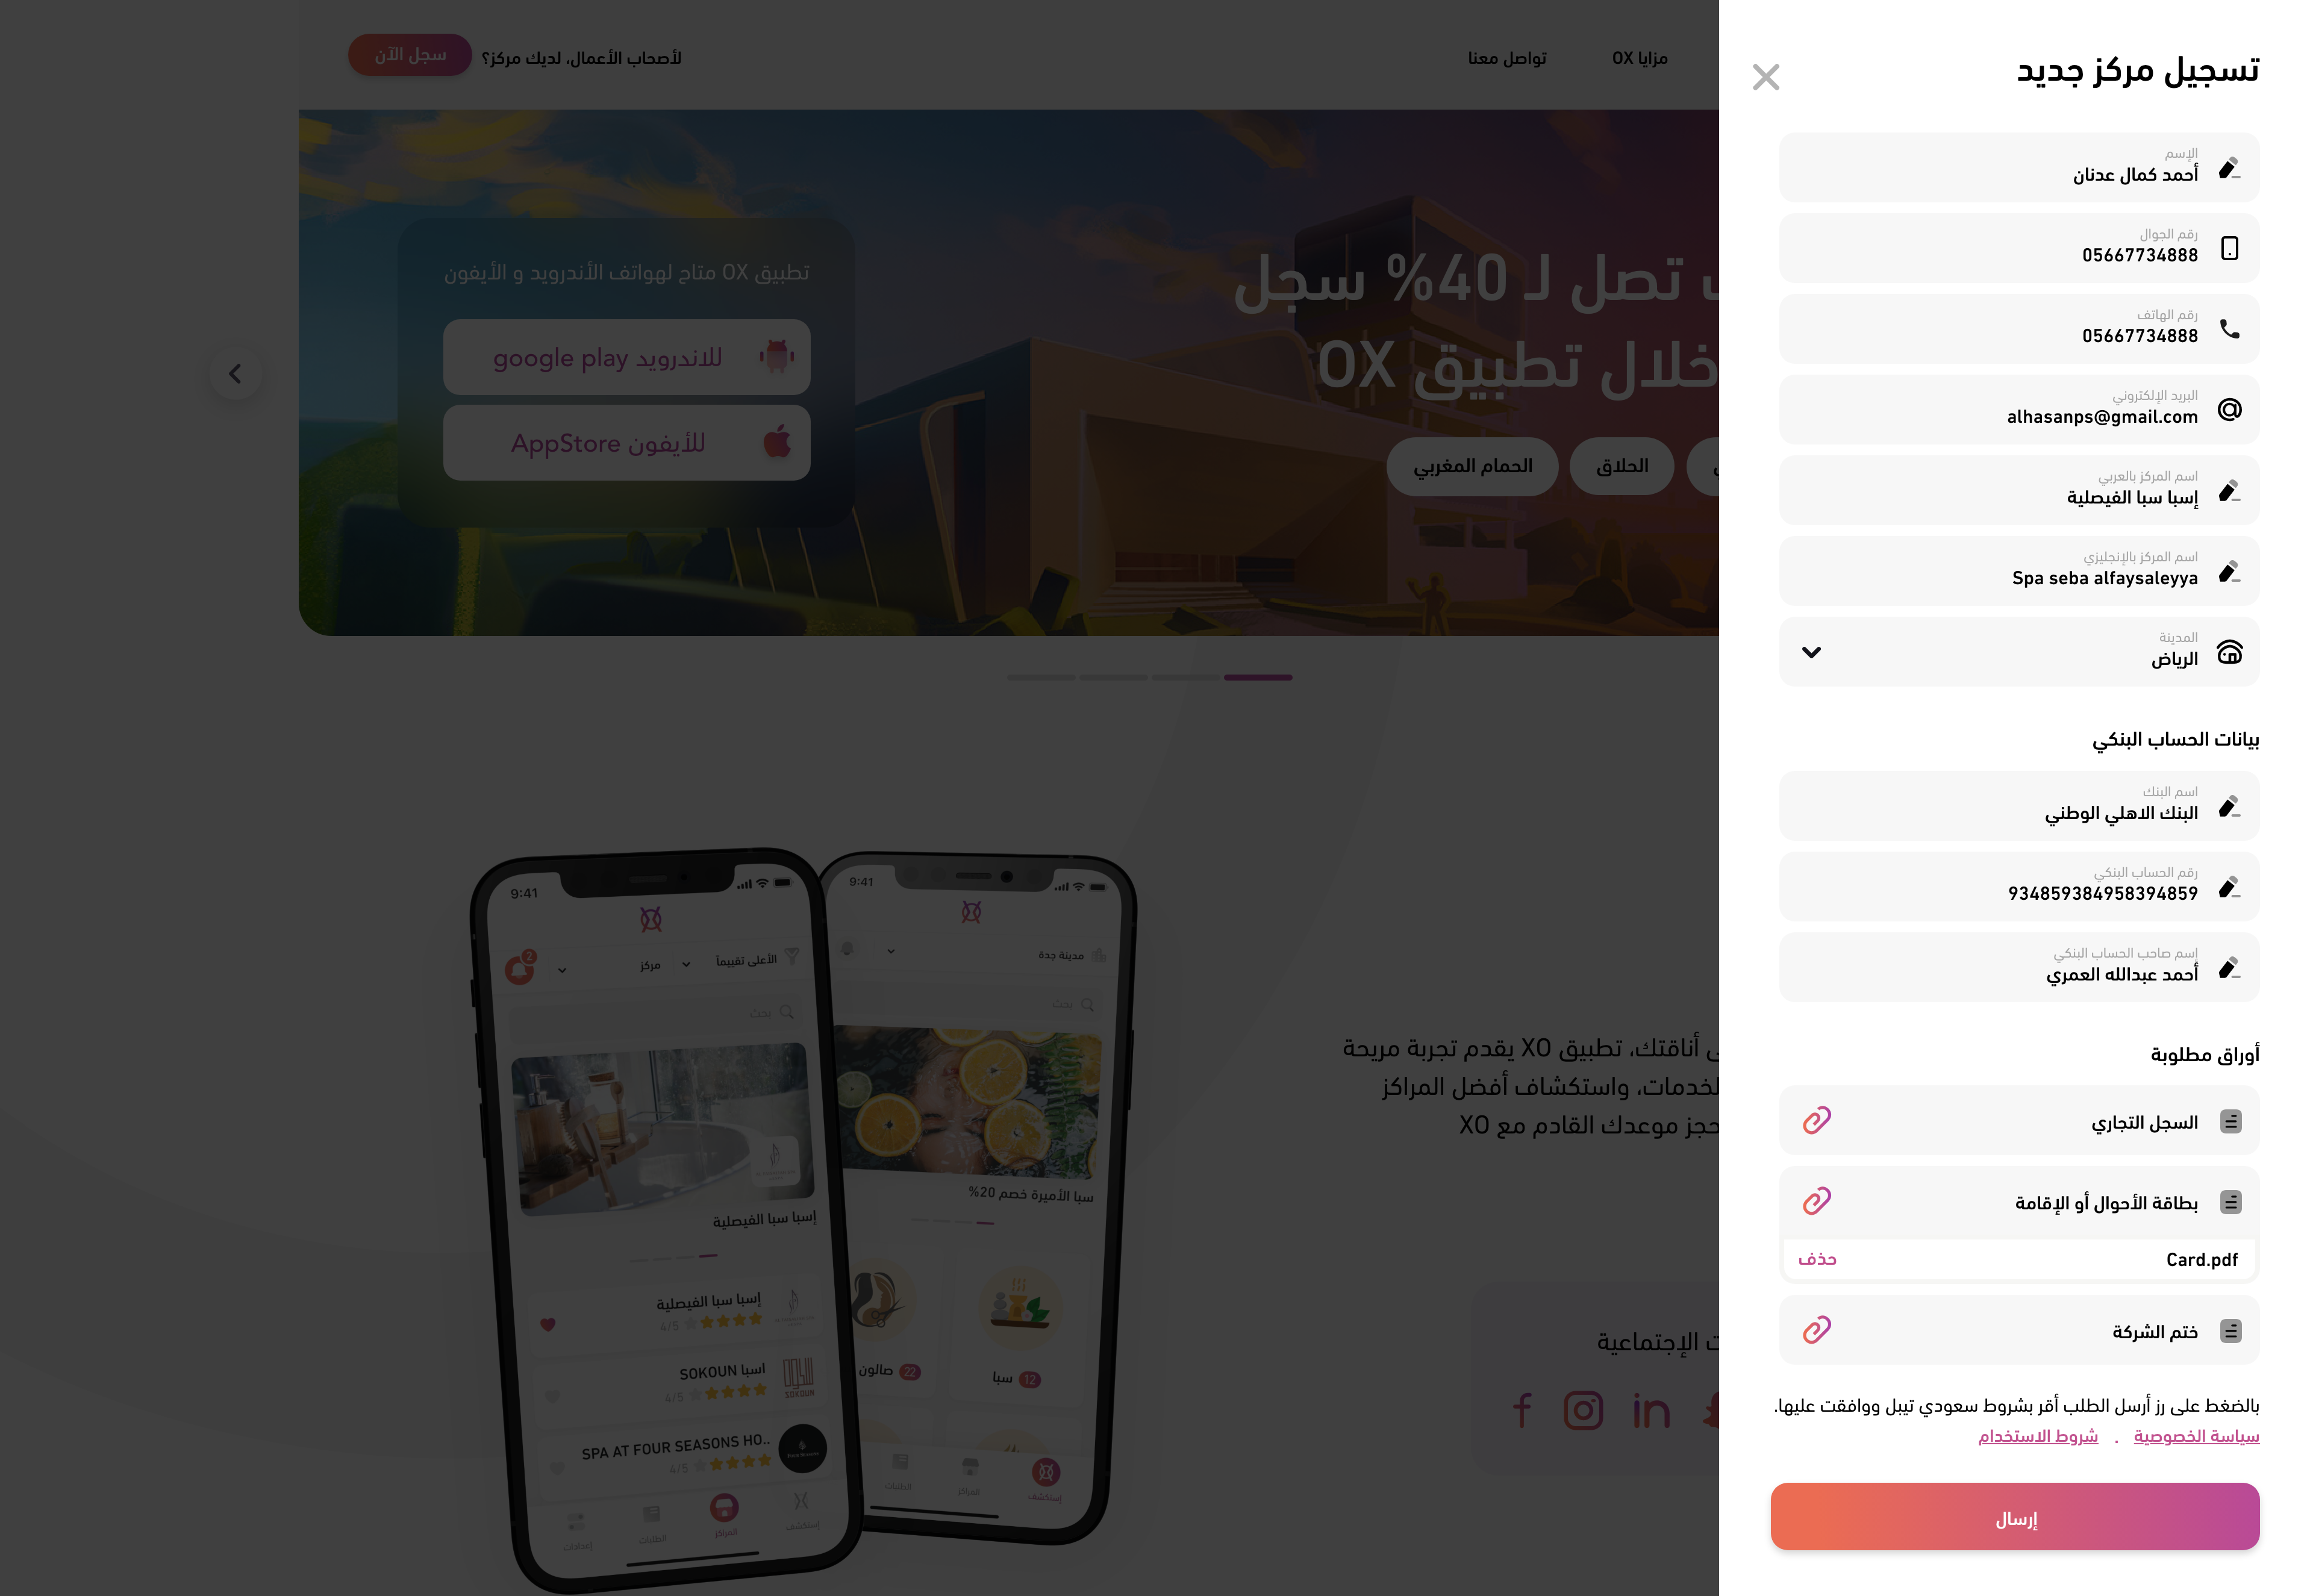 تسجيل مركز جديد
الإسم
أحمد كمال عدنان
رقم الجوال
05667734888
رقم الهاتف
05667734888
البريد الإلكتروني
alhasanps@gmail.com
اسم المركز بالعربي
إسبا سبا الفيصلية
اسم المركز بالإنجليزي
Spa seba alfaysaleyya
المدينة
الرياض
بيانات الحساب البنكي
اسم البنك
البنك الاهلي الوطني
رقم الحساب البنكي
934859384958394859
إسم صاحب الحساب البنكي
أحمد عبدالله العمري
أوراق مطلوبة
السجل التجاري
بطاقة الأحوال أو الإقامة
Card.pdf
حذف
ختم الشركة
بالضغط على رز أرسل الطلب أقر بشروط سعودي تيبل ووافقت عليها.
سياسة الخصوصية . شروط الاستخدام
إرسال
مزايا OX
تواصل معنا
لأصحاب الأعمال، لديك مركز؟
سجل الآن
تصل لـ 40% سجل
خلال تطبيق OX
الحلاق
الحمام المغربي
تطبيق OX متاح لهواتف الأندرويد و الأيفون
للاندرويد google play
للأيفون AppStore
أناقتك، تطبيق XO يقدم تجربة مريحة
لخدمات، واستكشاف أفضل المراكز
حجز موعدك القادم مع XO
الإجتماعية
9:41
مدينة جدة
بحث
سبا الأميرة خصم 20%
12 سبا
22 صالون
إستكشف
المراكز
الطلبات
9:41
الأعلى تقييماً
مركز
2
بحث
إسبا سبا الفيصلية
إسبا سبا الفيصلية
4/5
اسبا SOKOUN
4/5
SOKOUN
SPA AT FOUR SEASONS HO..
4/5
إستكشف
المراكز
الطلبات
إعدادات